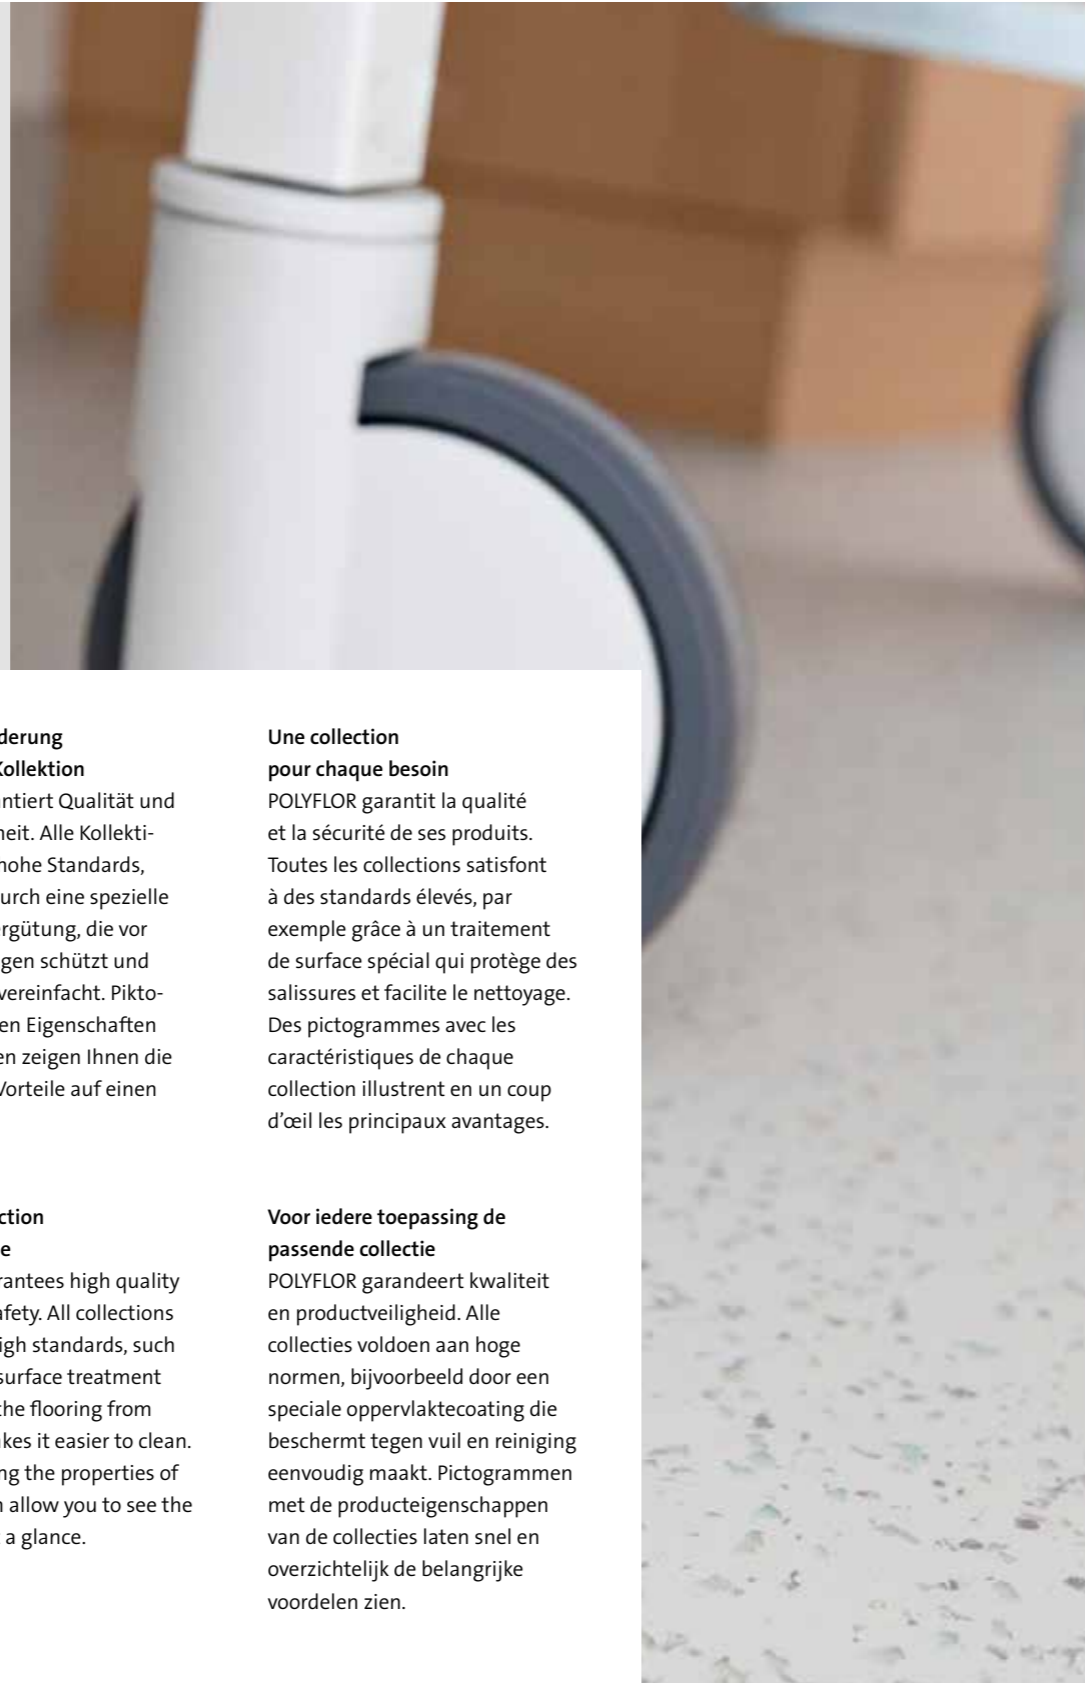 derung
Kollektion
ntiert Qualität und
heit. Alle Kollekti-
hohe Standards,
urch eine spezielle
rgütung, die vor
gen schützt und
vereinfacht. Pikto-
en Eigenschaften
en zeigen Ihnen die
Vorteile auf einen
Une collection
pour chaque besoin
POLYFLOR garantit la qualité
et la sécurité de ses produits.
Toutes les collections satisfont
à des standards élevés, par
exemple grâce à un traitement
de surface spécial qui protège des
salissures et facilite le nettoyage.
Des pictogrammes avec les
caractéristiques de chaque
collection illustrent en un coup
d’œil les principaux avantages.
ction
e
rantees high quality
afety. All collections
igh standards, such
surface treatment
the flooring from
kes it easier to clean.
ng the properties of
n allow you to see the
t a glance.
Voor iedere toepassing de
passende collectie
POLYFLOR garandeert kwaliteit
en productveiligheid. Alle
collecties voldoen aan hoge
normen, bijvoorbeeld door een
speciale oppervlaktecoating die
beschermt tegen vuil en reiniging
eenvoudig maakt. Pictogrammen
met de producteigenschappen
van de collecties laten snel en
overzichtelijk de belangrijke
voordelen zien.